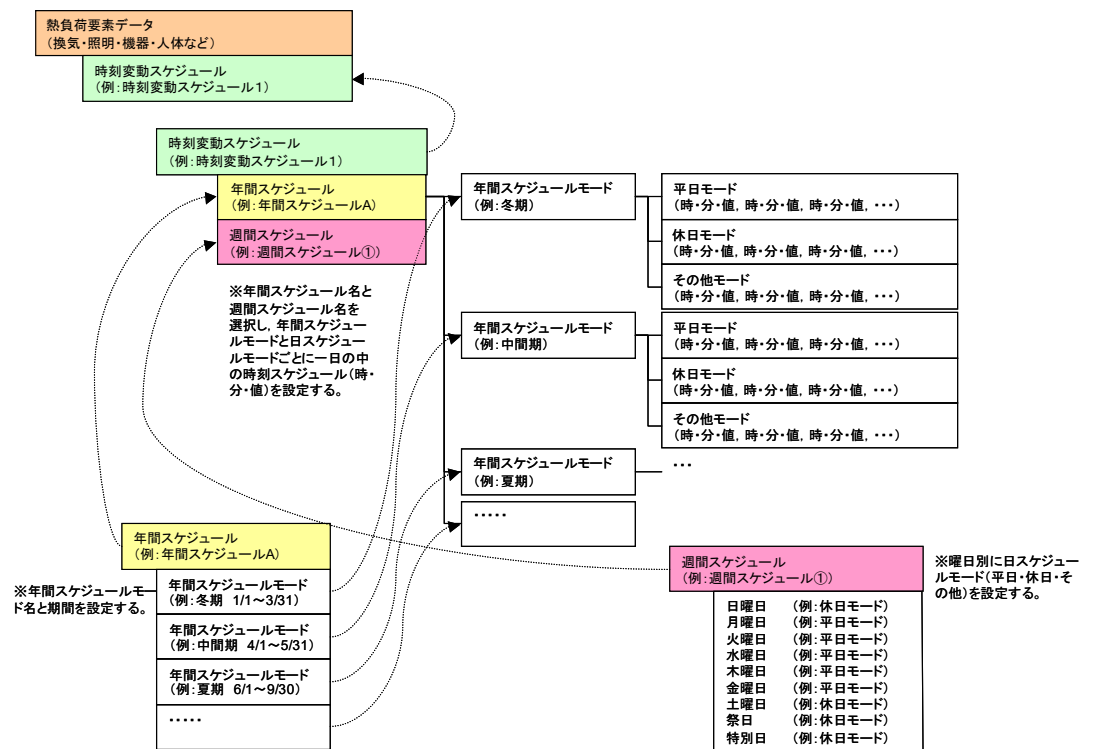 熱負荷要素データ
(換気・照明・機器・人体など)
時刻変動スケジュール
(例:時刻変動スケジュール1)
時刻変動スケジュール
(例:時刻変動スケジュール1)
年間スケジュール
(例:年間スケジュールA)
週間スケジュール
(例:週間スケジュール①)
※年間スケジュール名と
週間スケジュール名を
選択し,年間スケジュー
ルモードと日スケジュー
ルモードごとに一日の中
の時刻スケジュール(時・
分・値)を設定する。
年間スケジュールモード
(例:冬期)
平日モード
(時・分・値, 時・分・値, 時・分・値, ・・・)
休日モード
(時・分・値, 時・分・値, 時・分・値, ・・・)
その他モード
(時・分・値, 時・分・値, 時・分・値, ・・・)
年間スケジュールモード
(例:中間期)
平日モード
(時・分・値, 時・分・値, 時・分・値, ・・・)
休日モード
(時・分・値, 時・分・値, 時・分・値, ・・・)
その他モード
(時・分・値, 時・分・値, 時・分・値, ・・・)
年間スケジュールモード
(例:夏期)
・・・
・・・・・
年間スケジュール
(例:年間スケジュールA)
※年間スケジュールモー
ド名と期間を設定する。
年間スケジュールモード
(例:冬期 1/1~3/31)
年間スケジュールモード
(例:中間期 4/1~5/31)
年間スケジュールモード
(例:夏期 6/1~9/30)
・・・・・
週間スケジュール
(例:週間スケジュール①)
※曜日別に日スケジュー
ルモード(平日・休日・そ
の他)を設定する。
日曜日 (例:休日モード)
月曜日 (例:平日モード)
火曜日 (例:平日モード)
水曜日 (例:平日モード)
木曜日 (例:平日モード)
金曜日 (例:平日モード)
土曜日 (例:休日モード)
祭日 (例:休日モード)
特別日 (例:休日モード)